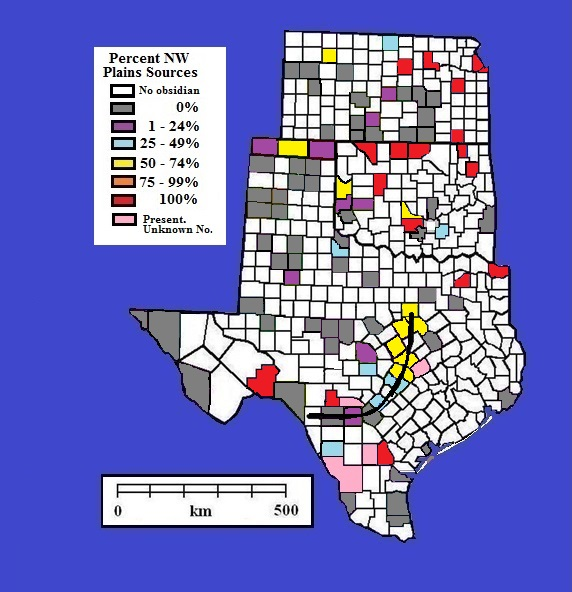 Percent NW
Plains Sources
No obsidian
0%
1 - 24%
25 - 49%
50 - 74%
75 - 99%
100%
Present.
Unknown No.
0 km 500